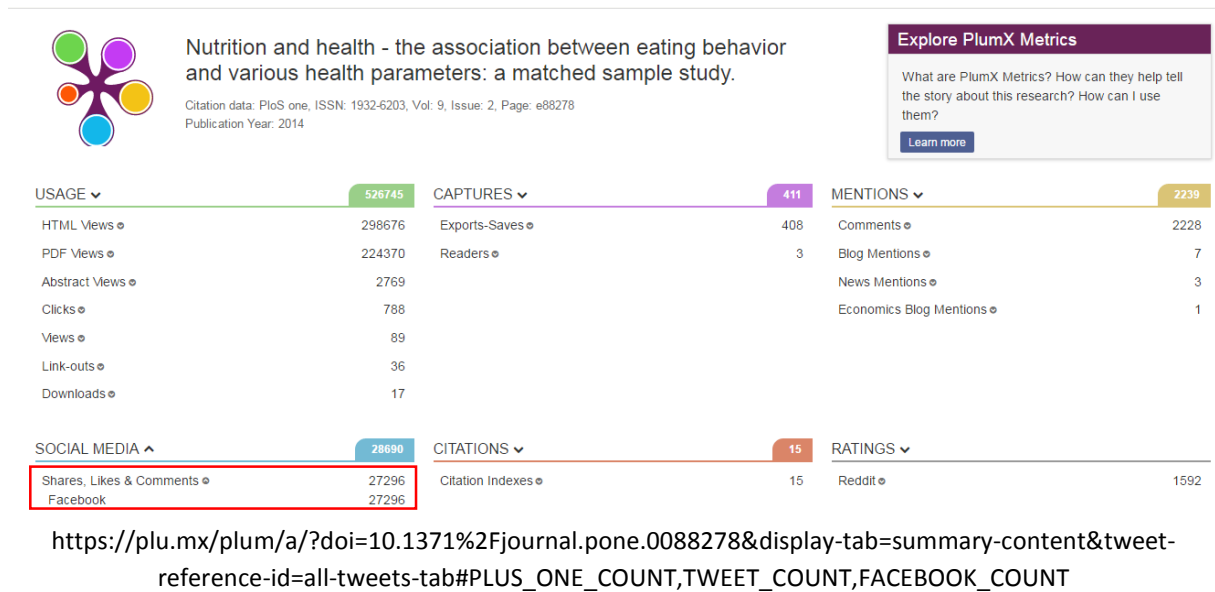 Nutrition and health - the association between eating behavior
and various health parameters: a matched sample study.
Citation data: PloS one, ISSN: 1932-6203, Vol: 9, Issue: 2, Page: e88278
Publication Year: 2014
Explore PlumX Metrics
What are PlumX Metrics? How can they help tell
the story about this research? How can I use
them?
Learn more
USAGE 526745
HTML Views 298676
PDF Views 224370
Abstract Views 2769
Clicks 788
Views 89
Link-outs 36
Downloads 17
CAPTURES 411
Exports-Saves 408
Readers 3
MENTIONS 2239
Comments 2228
Blog Mentions 7
News Mentions 3
Economics Blog Mentions 1
SOCIAL MEDIA 28690
Shares, Likes & Comments 27296
Facebook 27296
CITATIONS 15
Citation Indexes 15
RATINGS
Reddit 1592
https://plu.mx/plum/a/?doi=10.1371%2Fjournal.pone.0088278&display-tab=summary-content&tweet-
reference-id=all-tweets-tab#PLUS_ONE_COUNT,TWEET_COUNT,FACEBOOK_COUNT